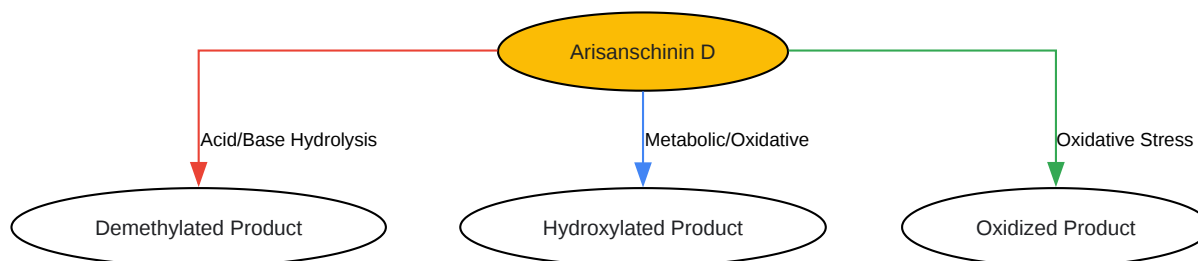 Arisanschinin D
Acid/Base Hydrolysis
Metabolic/Oxidative
Oxidative Stress
Demethylated Product
Hydroxylated Product
Oxidized Product